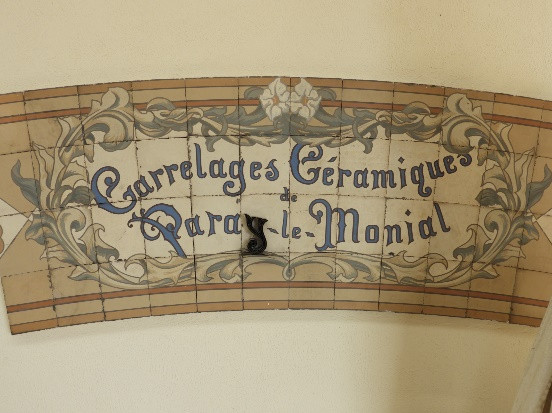 Carrelages Céramiques
de
Paray-le-Monial